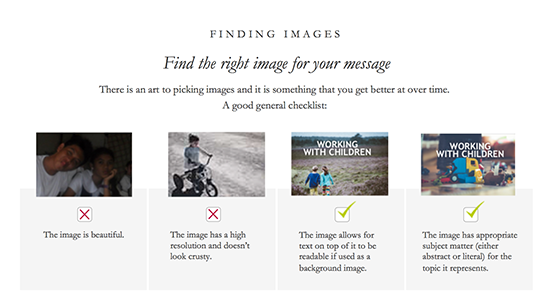 FINDING IMAGES
Find the right image for your message
There is an art to picking images and it is something that you get better at over time.
A good general checklist:
WORKING
WITH CHILDREN
WORKING
WITH CHILDREN
The image is beautiful.
The image has a high
resolution and doesn't
look crusty.
The image allows for
text on top of it to be
readable if used as a
background image.
The image has appropriate
subject matter (either
abstract or literal) for the
topic it represents.